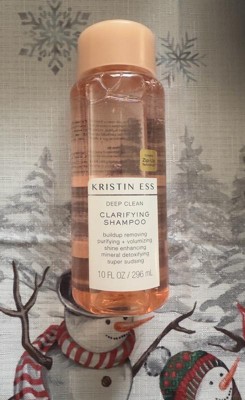 KRISTIN ESS
DEEP CLEAN
CLARIFYING
SHAMPOO
buildup removing
purifying + volumizing
shine enhancing
mineral detoxifying
super sudsing
10 FL OZ / 296 mL